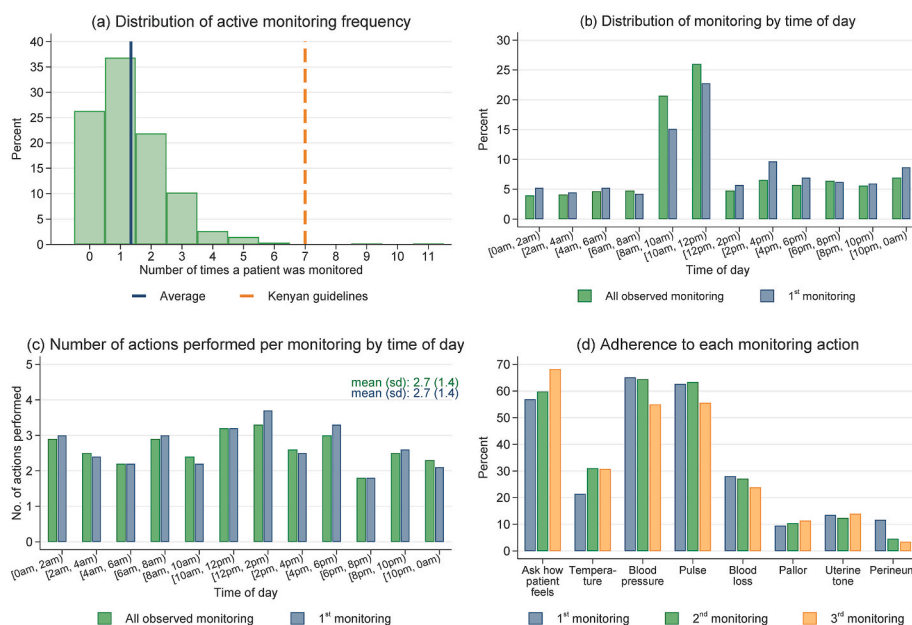 (a) Distribution of active monitoring frequency
40
35
30
25
20
15
10
5
0
Percent
0 1 2 3 4 5 6 7 8 9 10 11
Number of times a patient was monitored
Average
Kenyan guidelines
(b) Distribution of monitoring by time of day
30
25
20
15
10
5
0
Percent
[0am, 2am)
[2am, 4am)
[4am, 6am)
[6am, 8am)
[8am, 10am)
[10am, 12pm)
[12pm, 2pm)
[2pm, 4pm)
[4pm, 6pm)
[6pm, 8pm)
[8pm, 10pm)
[10pm, 0am)
Time of day
All observed monitoring
1st monitoring
(c) Number of actions performed per monitoring by time of day
mean (sd): 2.7 (1.4)
mean (sd): 2.7 (1.4)
5
4
3
2
1
0
No. of actions performed
[0am, 2am)
[2am, 4am)
[4am, 6am)
[6am, 8am)
[8am, 10am)
[10am, 12pm)
[12pm, 2pm)
[2pm, 4pm)
[4pm, 6pm)
[6pm, 8pm)
[8pm, 10pm)
[10pm, 0am)
Time of day
All observed monitoring
1st monitoring
(d) Adherence to each monitoring action
70
60
50
40
30
20
10
0
Percent
Ask how
patient
feels
Tempera-
ture
Blood
pressure
Pulse
Blood
loss
Pallor
Uterine
tone
Perineum
1st monitoring
2nd monitoring
3rd monitoring